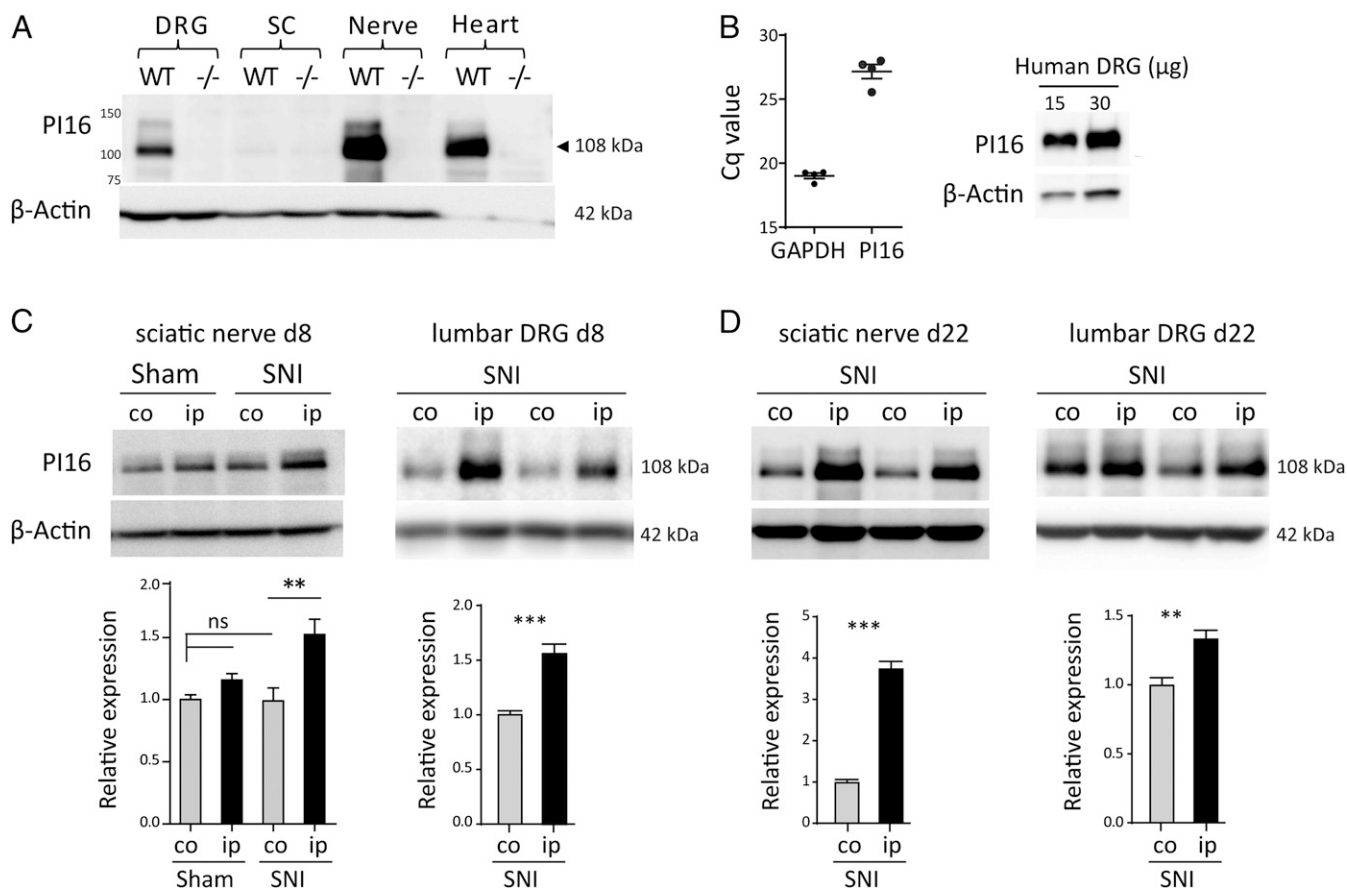 A
DRG SC Nerve Heart
WT -/- WT -/- WT -/- WT -/-
PI16
150
100
75
108 kDa
β-Actin
42 kDa
B
Cq value
30
25
20
15
GAPDH PI16
Human DRG (µg)
15 30
PI16
β-Actin
C
sciatic nerve d8
Sham SNI
co ip co ip
PI16
β-Actin
lumbar DRG d8
SNI
co ip co ip
108 kDa
42 kDa
Relative expression
2.0
1.5
1.0
0.5
0.0
ns
**
co ip co ip
Sham SNI
Relative expression
2.0
1.5
1.0
0.5
0.0
***
co ip
SNI
D
sciatic nerve d22
SNI
co ip co ip
lumbar DRG d22
SNI
co ip co ip
108 kDa
42 kDa
Relative expression
5
4
2
1
0
***
co ip
SNI
Relative expression
1.5
1.0
0.5
0.0
**
co ip
SNI